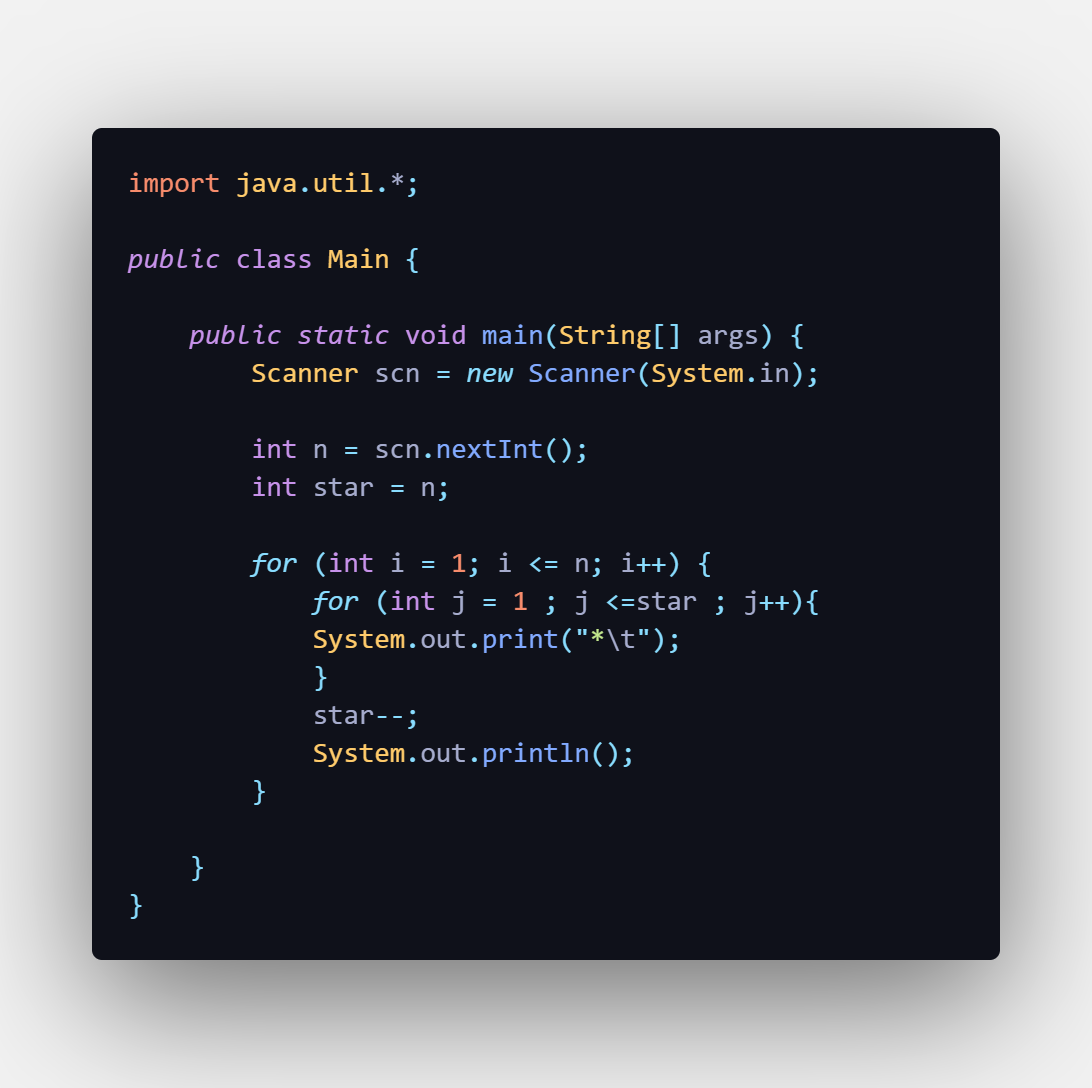 import java.util.*;

public class Main {

    public static void main(String[] args) {
        Scanner scn = new Scanner(System.in);

        int n = scn.nextInt();
        int star = n;

        for (int i = 1; i <= n; i++) {
            for (int j = 1 ; j <=star ; j++){
            System.out.print("*\t");
            }
            star--;
            System.out.println();
        }

    }
}